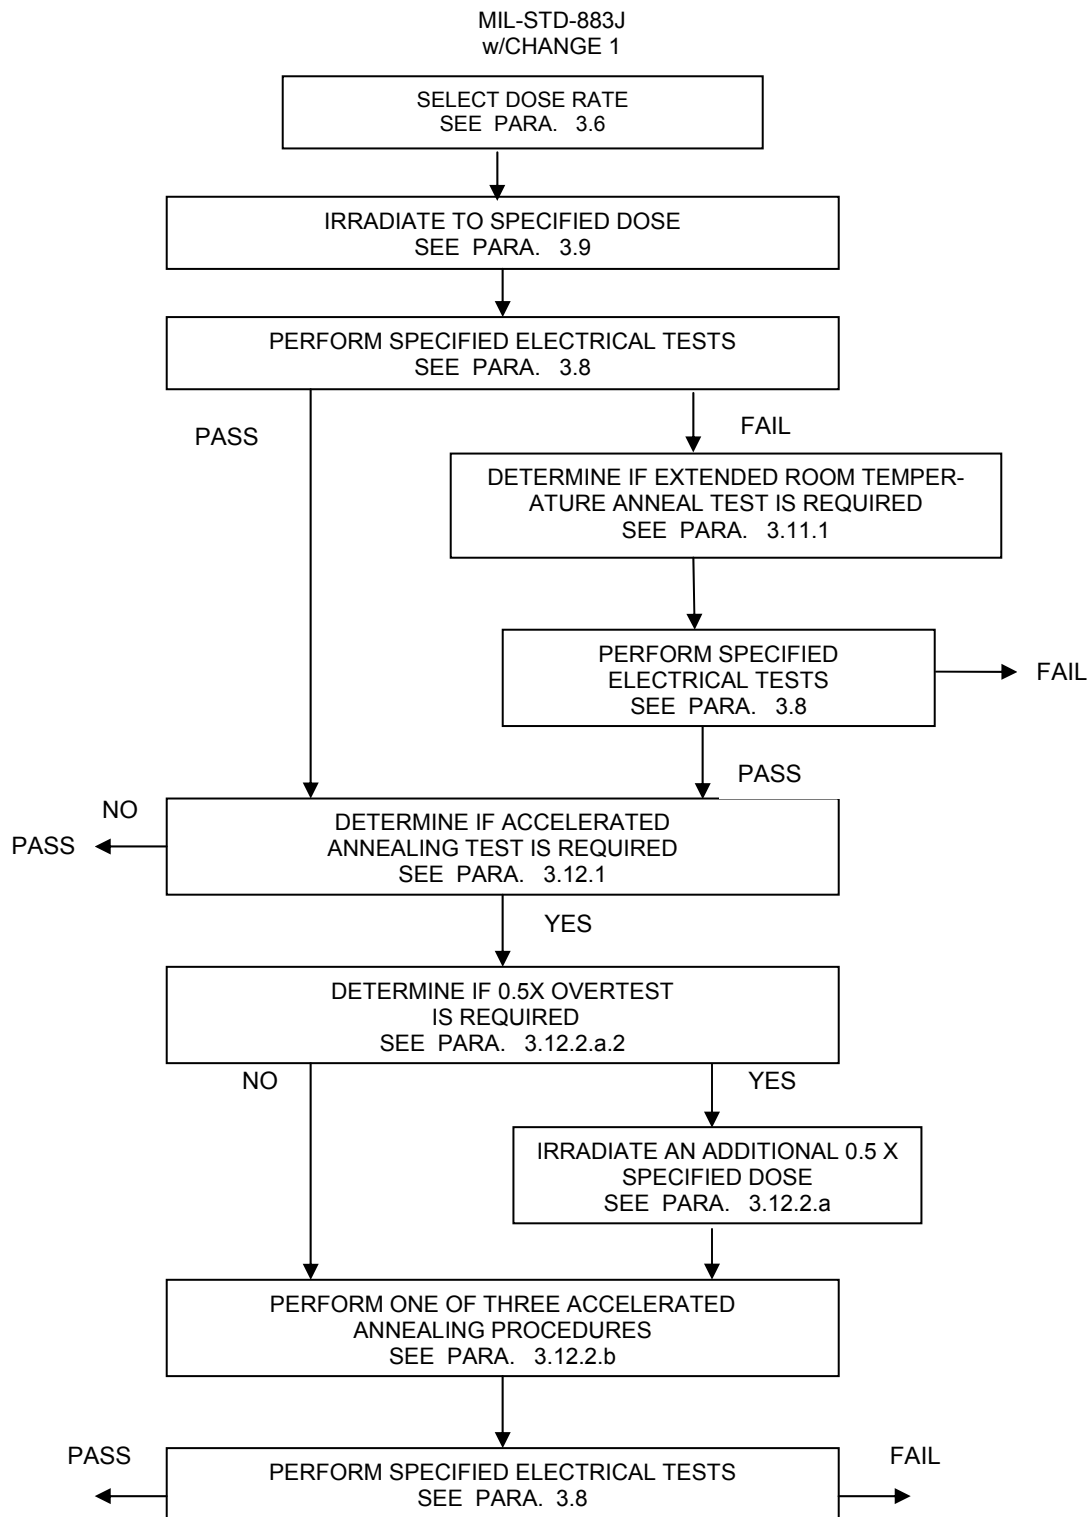 MIL-STD-883J
w/CHANGE 1
SELECT DOSE RATE
SEE PARA. 3.6
IRRADIATE TO SPECIFIED DOSE
SEE PARA. 3.9
PERFORM SPECIFIED ELECTRICAL TESTS
SEE PARA. 3.8
PASS
FAIL
DETERMINE IF EXTENDED ROOM TEMPER-
ATURE ANNEAL TEST IS REQUIRED
SEE PARA. 3.11.1
PERFORM SPECIFIED
ELECTRICAL TESTS
SEE PARA. 3.8
FAIL
PASS
NO
PASS
DETERMINE IF ACCELERATED
ANNEALING TEST IS REQUIRED
SEE PARA. 3.12.1
YES
DETERMINE IF 0.5X OVERTEST
IS REQUIRED
SEE PARA. 3.12.2.a.2
NO
YES
IRRADIATE AN ADDITIONAL 0.5 X
SPECIFIED DOSE
SEE PARA. 3.12.2.a
PERFORM ONE OF THREE ACCELERATED
ANNEALING PROCEDURES
SEE PARA. 3.12.2.b
PASS
FAIL
PERFORM SPECIFIED ELECTRICAL TESTS
SEE PARA. 3.8